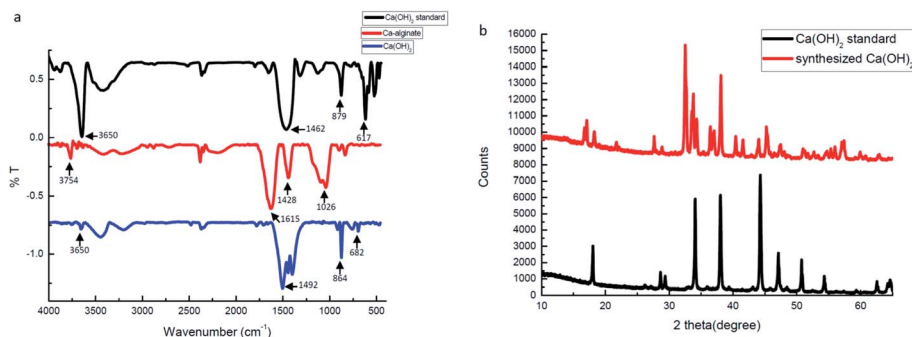 a
Ca(OH)2 standard
Ca-alginate
Ca(OH)2
% T
0.5
0.0
-0.5
-1.0
3650
1462
879
617
3754
1615
1428
1026
3650
1492
864
682
4000 3500 3000 2500 2000 1500 1000 500
Wavenumber (cm-1)
b
Ca(OH)2 standard
synthesized Ca(OH)2
Counts
16000
15000
14000
13000
12000
11000
10000
9000
8000
7000
6000
5000
4000
3000
2000
1000
0
10 20 30 40 50 60
2 theta(degree)